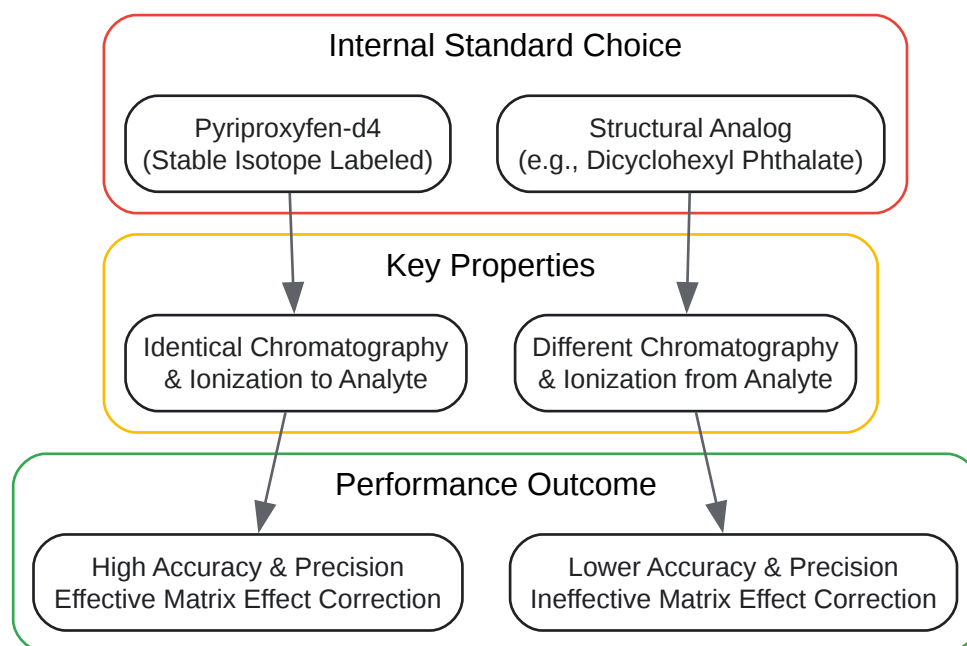 Internal Standard Choice
Pyriproxyfen-d4
(Stable Isotope Labeled)
Structural Analog
(e.g., Dicyclohexyl Phthalate)
Key Properties
Identical Chromatography
& Ionization to Analyte
Different Chromatography
& Ionization from Analyte
Performance Outcome
High Accuracy & Precision
Effective Matrix Effect Correction
Lower Accuracy & Precision
Ineffective Matrix Effect Correction